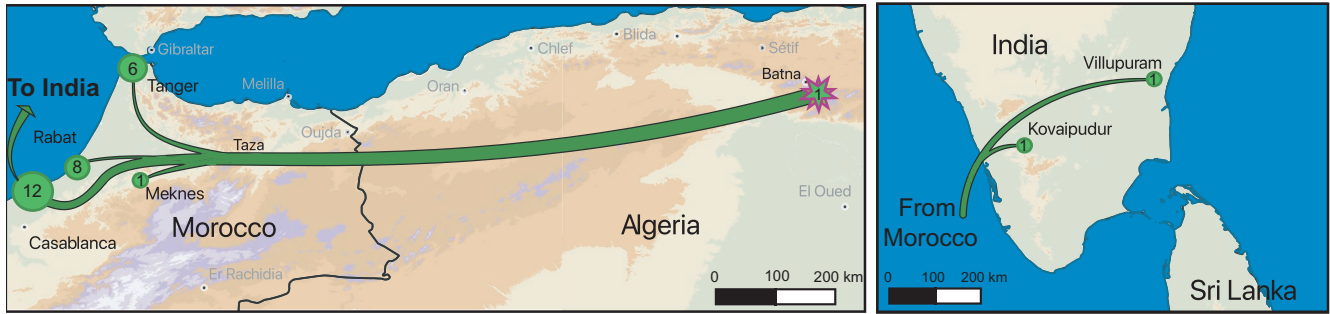 Gibraltar
Blida
Chlef
Sétif
6
Batna
To India
Tanger
Melilla
Oran
1
Rabat
Oujda
Taza
8
12
1
Meknes
El Oued
Morocco
Algeria
Casablanca
Er Rachidia
0 100 200 km
India
Villupuram
1
Kovaipudur
1
From
Morocco
0 100 200 km
Sri Lanka